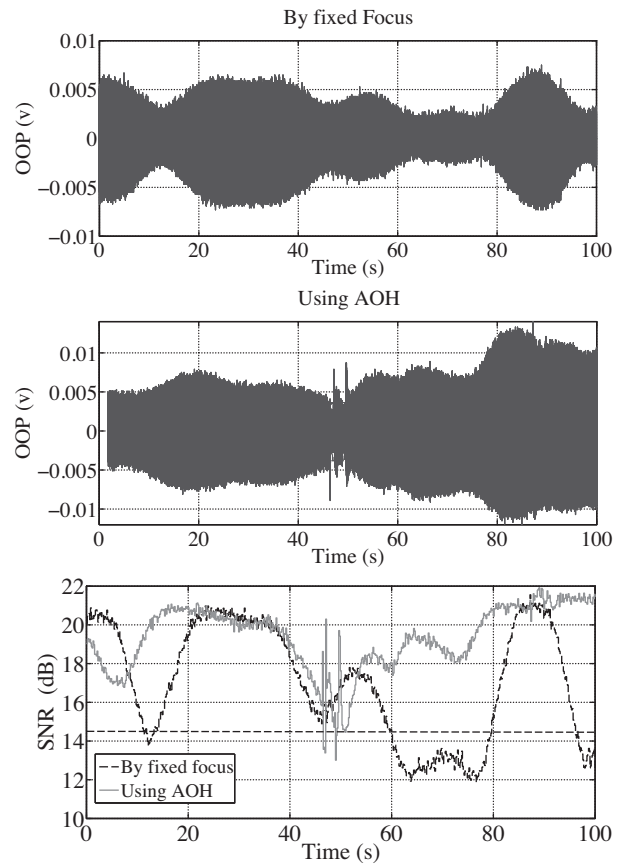 By fixed Focus
0.01
0.005
0
−0.005
−0.01
OOP (v)
0 20 40 60 80 100
Time (s)
Using AOH
0.01
0.005
0
−0.005
−0.01
OOP (v)
0 20 40 60 80 100
Time (s)
22
20
18
16
14
12
10
SNR (dB)
By fixed focus
Using AOH
0 20 40 60 80 100
Time (s)